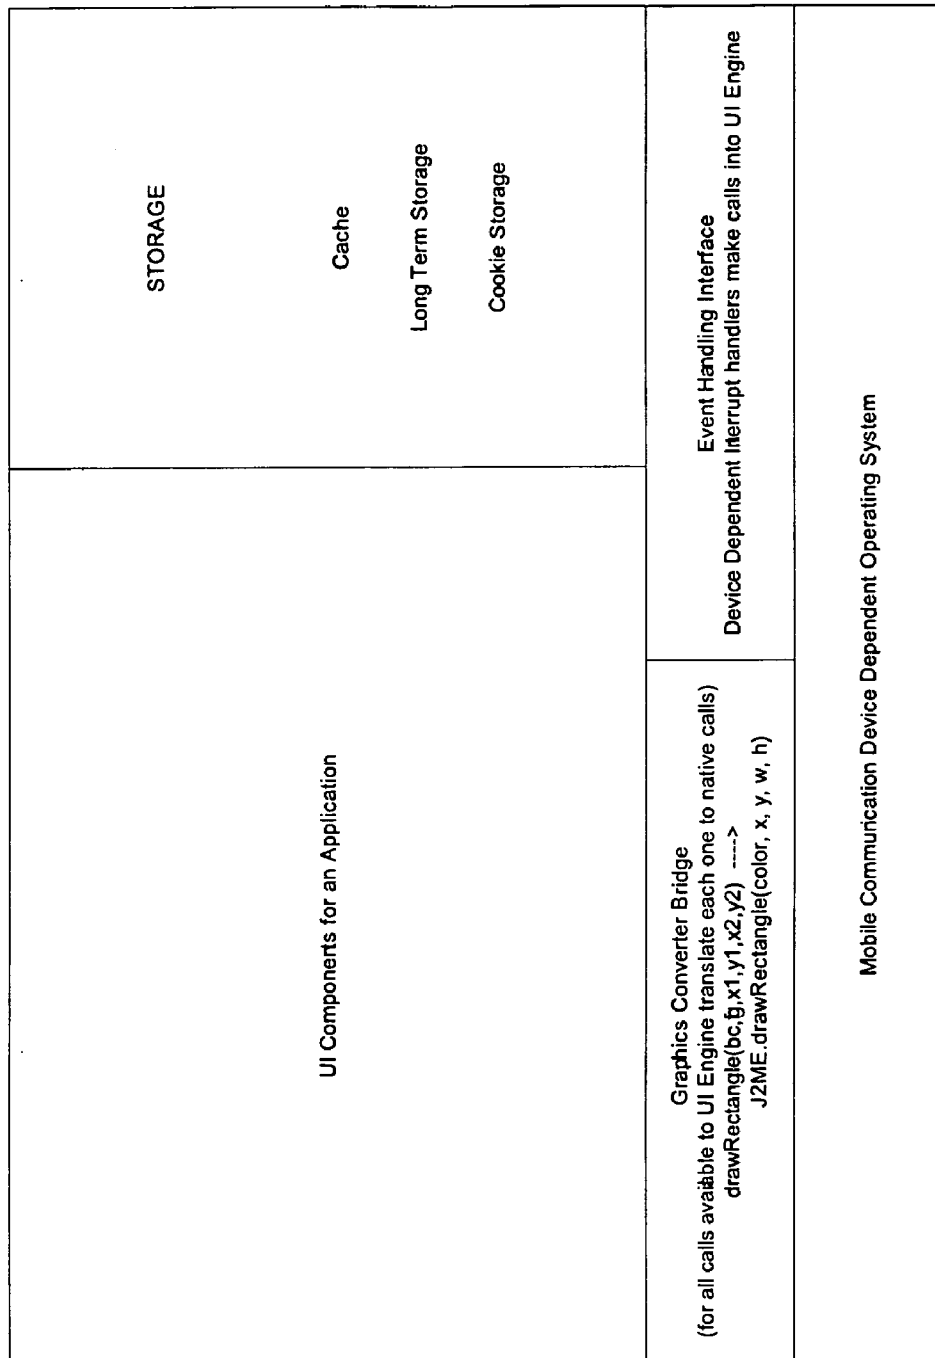 UI Components for an Application
STORAGE
Cache
Long Term Storage
Cookie Storage
Graphics Converter Bridge
(for all calls available to UI Engine translate each one to native calls)
drawRectangle(bc,fg,x1,y1,x2,y2) ---->
J2ME.drawRectangle(color, x, y, w, h)
Event Handling Interface
Device Dependent Interrupt handlers make calls into UI Engine
Mobile Communication Device Dependent Operating System